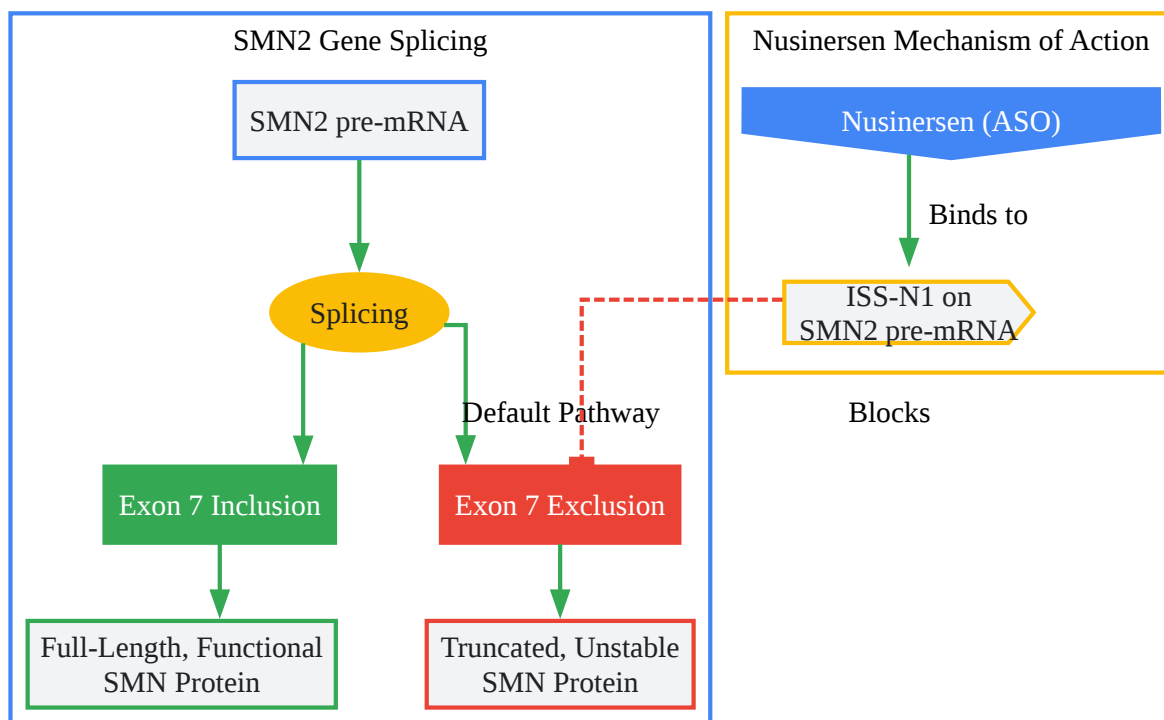 SMN2 Gene Splicing
SMN2 pre-mRNA
Splicing
Default Pathway
Exon 7 Inclusion
Exon 7 Exclusion
Full-Length, Functional
SMN Protein
Truncated, Unstable
SMN Protein
Nusinersen Mechanism of Action
Nusinersen (ASO)
Binds to
ISS-N1 on
SMN2 pre-mRNA
Blocks